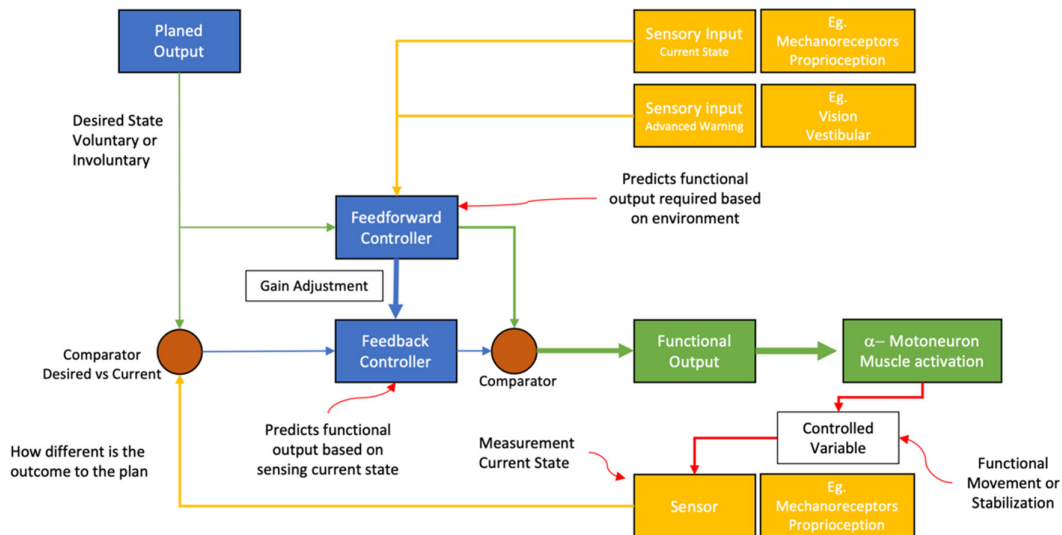 Planed
Output
Sensory Input
Current State
Eg.
Mechanoreceptors
Proprioception
Sensory input
Advanced Warning
Eg.
Vision
Vestibular
Desired State
Voluntary or
Involuntary
Predicts functional
output required based
on environment
Feedforward
Controller
Gain Adjustment
Comparator
Desired vs Current
Feedback
Controller
Comparator
Functional
Output
α– Motoneuron
Muscle activation
How different is the
outcome to the plan
Predicts functional
output based on
sensing current state
Measurement
Current State
Controlled
Variable
Functional
Movement or
Stabilization
Sensor
Eg.
Mechanoreceptors
Proprioception